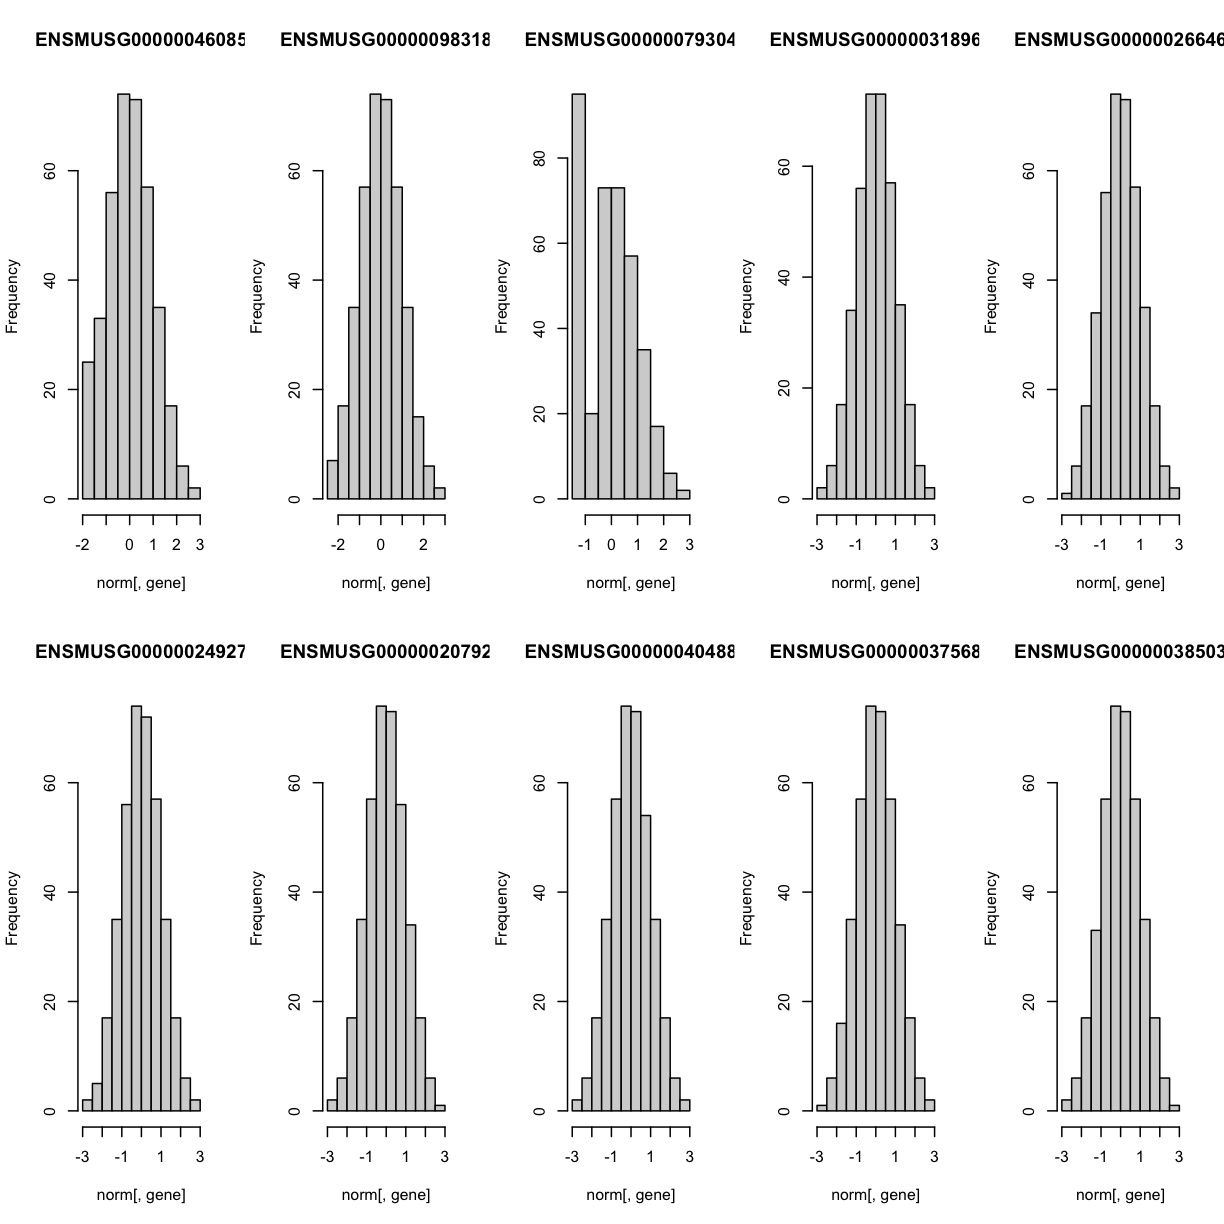 ENSMUSG00000046085 ENSMUSG00000098318 ENSMUSG00000079304 ENSMUSG00000031896 ENSMUSG00000026646
Frequency Frequency Frequency Frequency Frequency
0 20 40 60
0 20 40 60
0 20 40 60 80
0 20 40 60
0 20 40 60
-2 0 1 2 3
-2 0 2
-1 0 1 2 3
-3 -1 1 3
-3 -1 1 3
norm[, gene] norm[, gene] norm[, gene] norm[, gene] norm[, gene]
ENSMUSG00000024927 ENSMUSG00000020792 ENSMUSG00000040488 ENSMUSG00000037568 ENSMUSG00000038503
Frequency Frequency Frequency Frequency Frequency
0 20 40 60
0 20 40 60
0 20 40 60
0 20 40 60
0 20 40 60
-3 -1 1 3
-3 -1 1 3
-3 -1 1 3
-3 -1 1 3
-3 -1 1 3
norm[, gene] norm[, gene] norm[, gene] norm[, gene] norm[, gene]